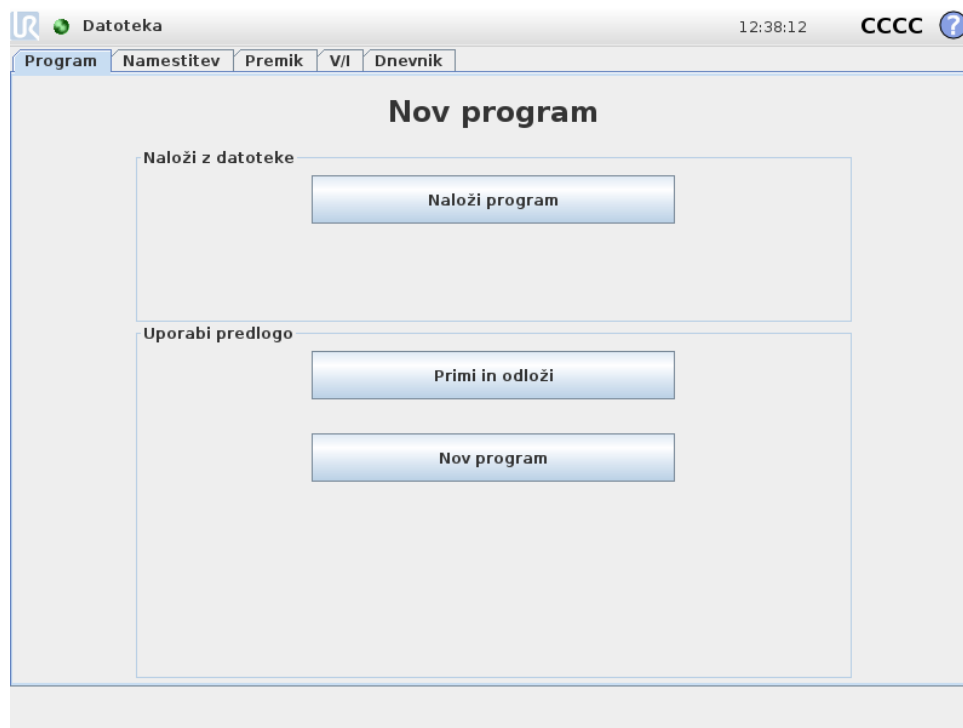 UR Datoteka 12:38:12 CCCC ?
Program Namestitev Premik V/I Dnevnik
Nov program
Naloži z datoteke
Naloži program
Uporabi predlogo
Primi in odloži
Nov program